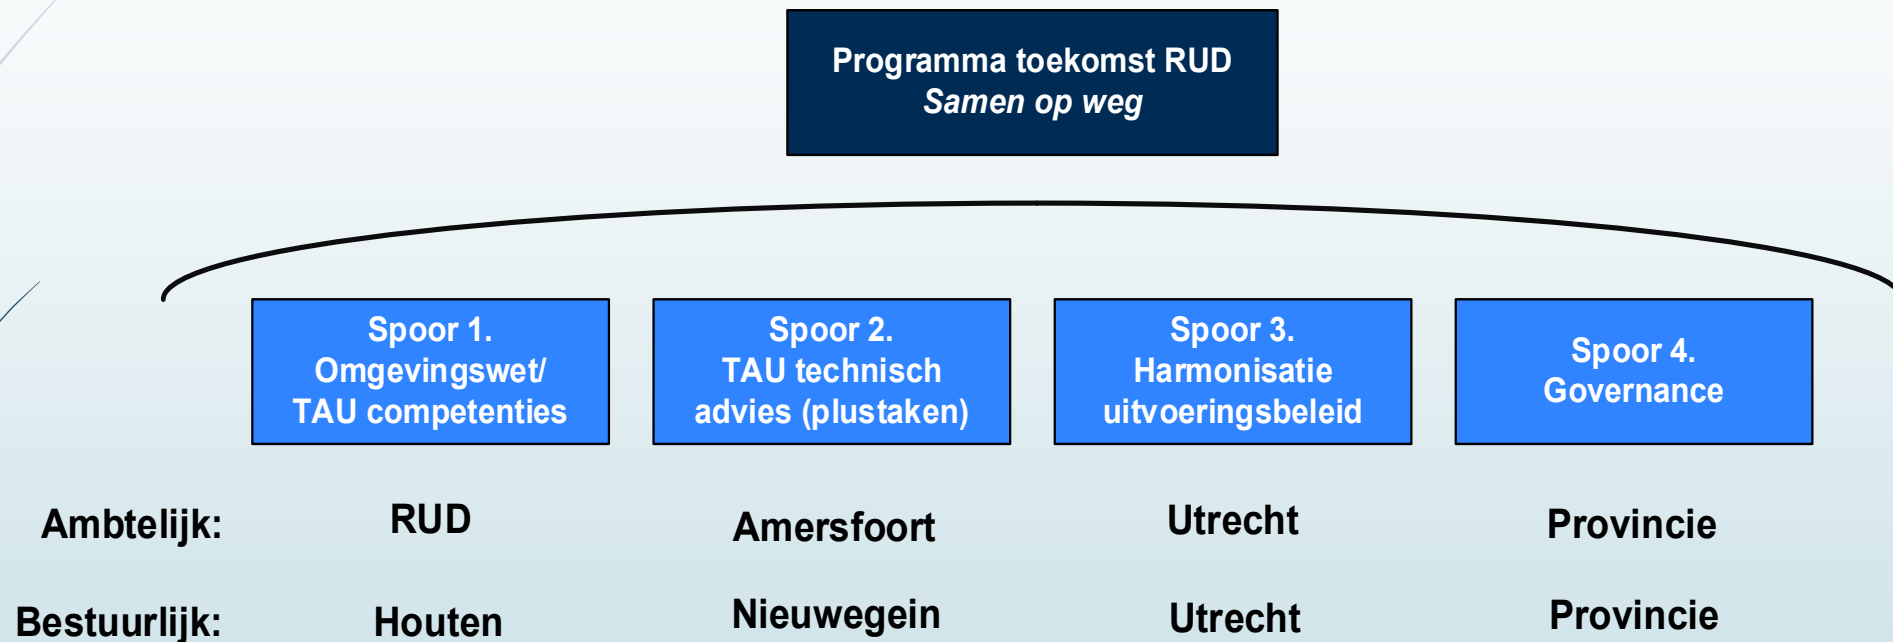 Programma toekomst RUD
Samen op weg
Spoor 1.
Omgevingswet/
TAU competenties
Spoor 2.
TAU technisch
advies (plustaken)
Spoor 3.
Harmonisatie
uitvoeringsbeleid
Spoor 4.
Governance
Ambtelijk: RUD Amersfoort Utrecht Provincie
Bestuurlijk: Houten Nieuwegein Utrecht Provincie